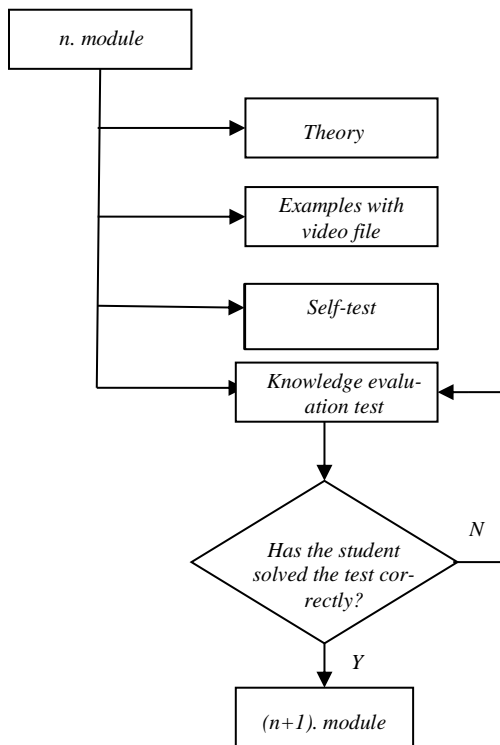 n. module
Theory
Examples with
video file
Self-test
Knowledge evalu-
ation test
N
Has the student
solved the test cor-
rectly?
Y
(n+1). module